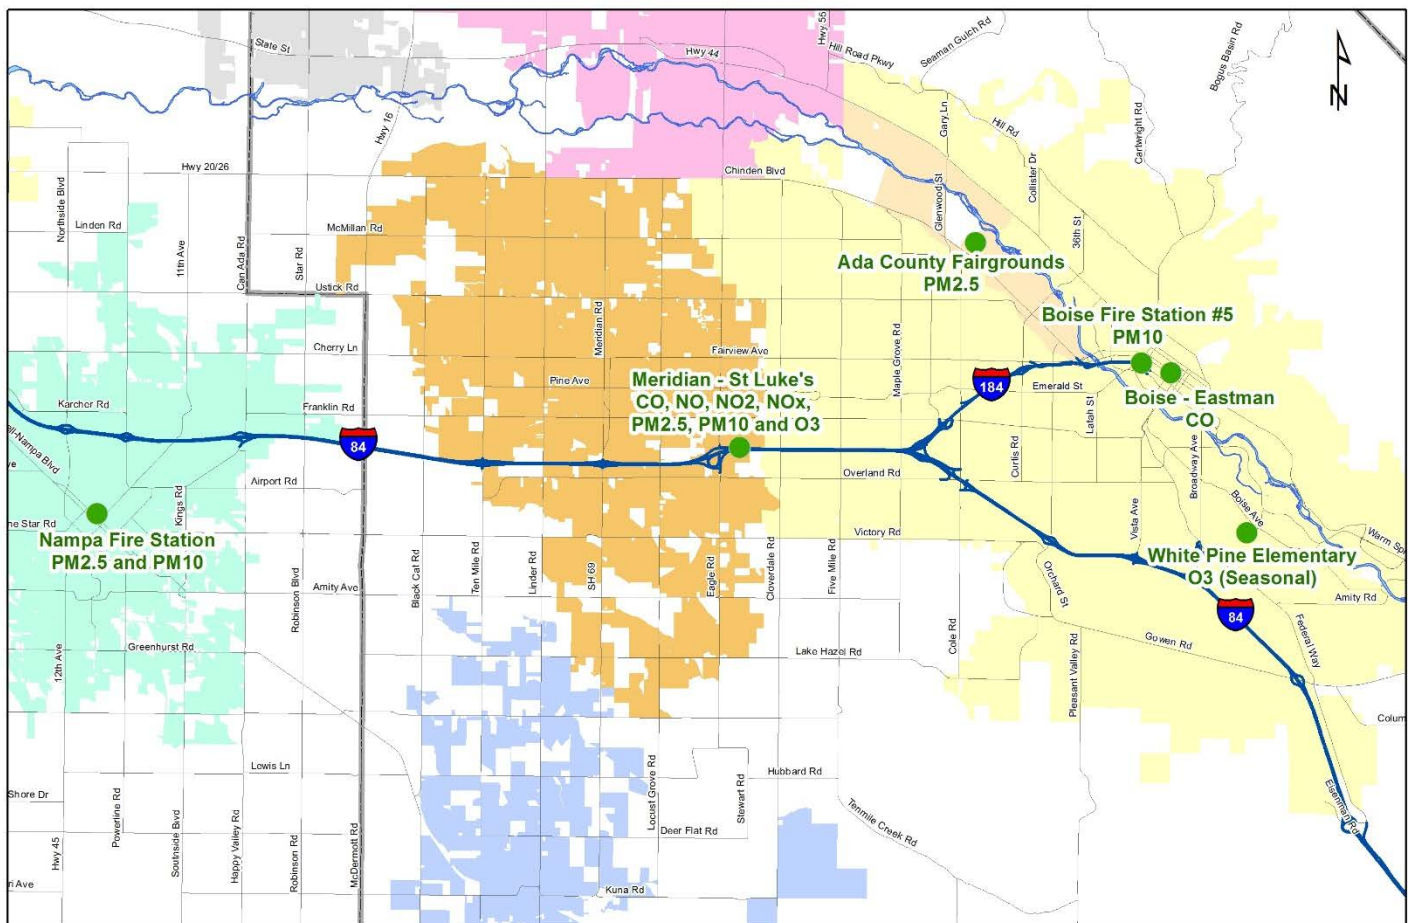 State St
Hwy 44
Hwy 55
Hill Road Pkwy
Seaman Gulch Rd
Bogus Basin Rd
N
Hwy 16
Gary Ln
Hill Rd
Cartwright Rd
Collister Dr
Hwy 20/26
Chinden Blvd
Northside Blvd
Glenwood St
Linden Rd
McMillan Rd
36th St
11th Ave
Can Ada Rd
Star Rd
Ada County Fairgrounds
PM2.5
Ustick Rd
Boise Fire Station #5
PM10
Meridian Rd
Cherry Ln
Fairview Ave
Maple Grove Rd
Meridian - St Luke's
CO, NO, NO2, NOx,
PM2.5, PM10 and O3
Pine Ave
184
Emerald St
Boise - Eastman
CO
Karcher Rd
Franklin Rd
Latah St
84
Curtis Rd
Broadway Ave
Overland Rd
Airport Rd
Kings Rd
Boise Ave
Vista Ave
Nampa Fire Station
PM2.5 and PM10
Victory Rd
White Pine Elementary
O3 (Seasonal)
Amity Ave
Robinson Blvd
Black Cat Rd
Ten Mile Rd
Linder Rd
SH 69
Eagle Rd
Cloverdale Rd
Five Mile Rd
Orchard St
Amity Rd
84
12th Ave
Greenhurst Rd
Lake Hazel Rd
Cole Rd
Gowen Rd
Federal Way
Pleasant Valley Rd
Lewis Ln
Hubbard Rd
Shore Dr
Powerline Rd
Locust Grove Rd
Stewart Rd
Eisenman Rd
Deer Flat Rd
Tenmile Creek Rd
Hwy 45
Southside Blvd
Happy Valley Rd
Robinson Rd
McDermott Rd
Kuna Rd